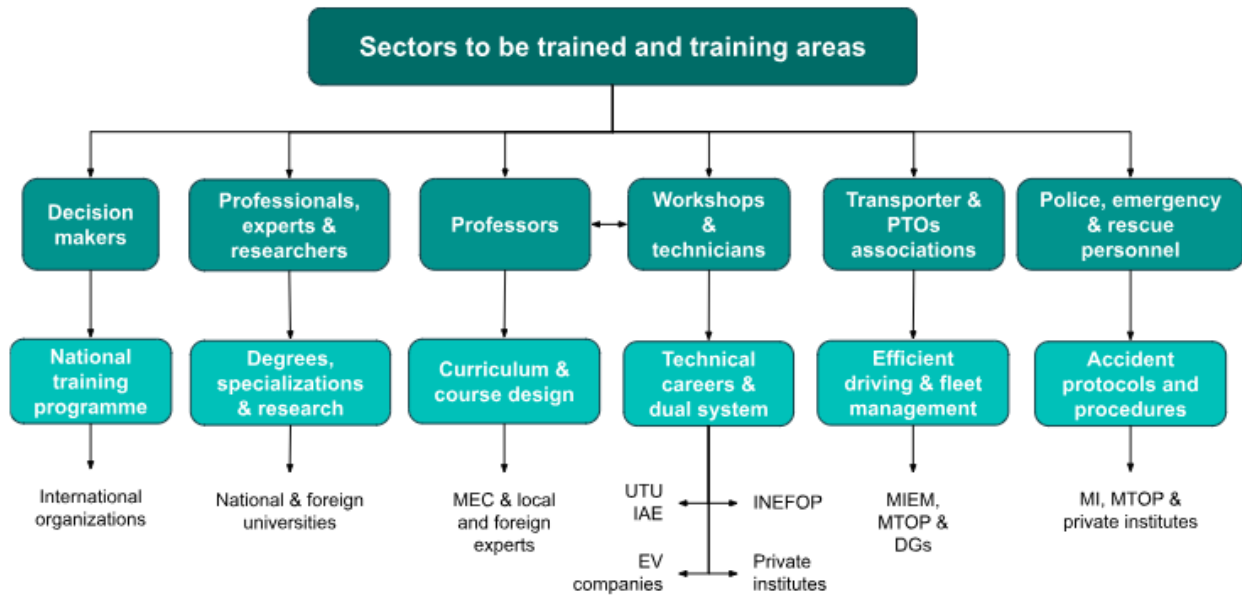 Sectors to be trained and training areas
Decision
makers
Professionals,
experts &
researchers
Professors
Workshops
&
technicians
Transporter &
PTOs
associations
Police, emergency
& rescue
personnel
National
training
programme
Degrees,
specializations
& research
Curriculum &
course design
Technical
careers &
dual system
Efficient
driving & fleet
management
Accident
protocols and
procedures
International
organizations
National & foreign
universities
MEC & local
and foreign
experts
UTU
IAE
INEFOP
EV
companies
Private
institutes
MIEM,
MTOP &
DGs
MI, MTOP &
private institutes